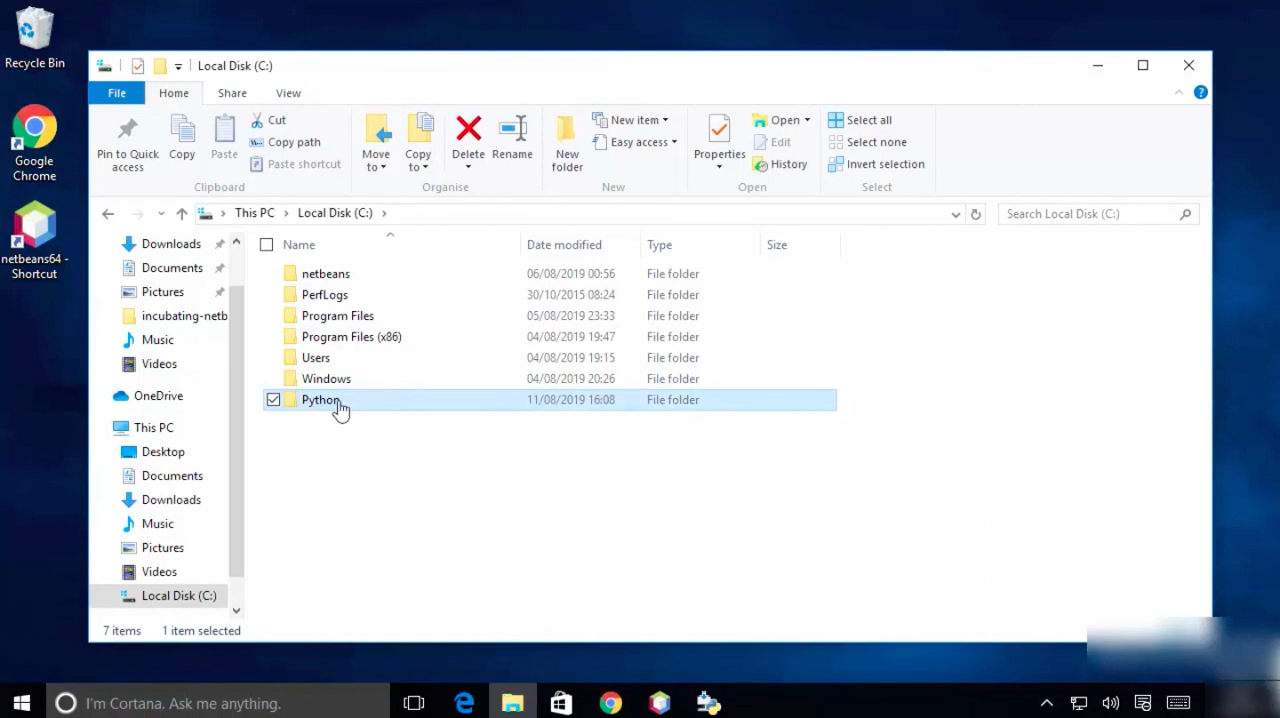 Recycle Bin
Google
Chrome
netbeans64 -
Shortcut
Local Disk (C:)
File Home Share View
Pin to Quick
access
Copy
Paste
Cut
Copy path
Paste shortcut
Clipboard
Move
to
Copy
to
Delete
Rename
Organise
New
folder
New item
Easy access
New
Properties
Open
Edit
History
Open
Select all
Select none
Invert selection
Select
This PC > Local Disk (C:) >
Search Local Disk (C:)
Downloads
Documents
Pictures
incubating-netb
Music
Videos
OneDrive
This PC
Desktop
Documents
Downloads
Music
Pictures
Videos
Local Disk (C:)
Name Date modified Type Size
netbeans 06/08/2019 00:56 File folder
PerfLogs 30/10/2015 08:24 File folder
Program Files 05/08/2019 23:33 File folder
Program Files (x86) 04/08/2019 19:47 File folder
Users 04/08/2019 19:15 File folder
Windows 04/08/2019 20:26 File folder
Python 11/08/2019 16:08 File folder
7 items 1 item selected
I'm Cortana. Ask me anything.